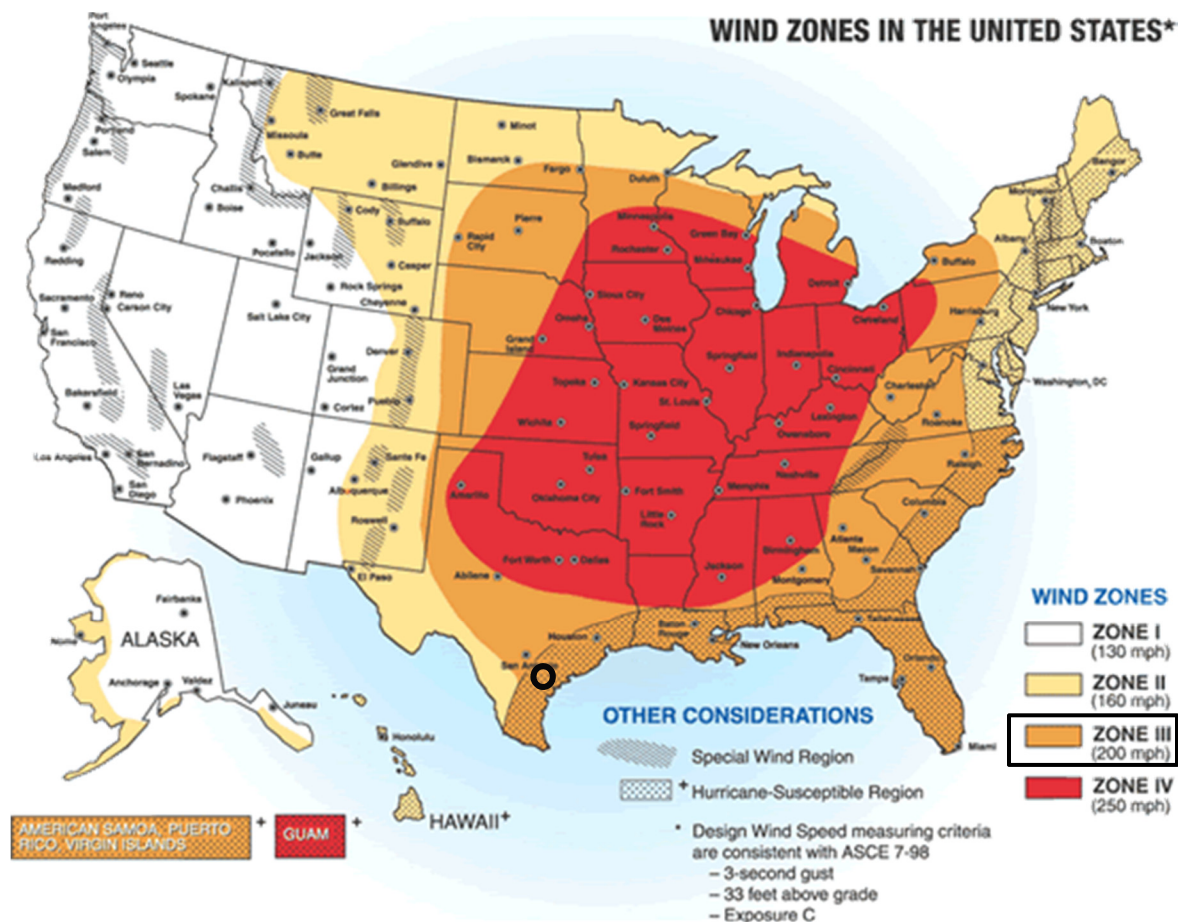 WIND ZONES IN THE UNITED STATES*
Port
Angeles
Seattle
Olympia
Spokane
Kalispell
Great Falls
Missoula
Butte
Portland
Salem
Medford
Challis
Boise
Pocatello
Glendive
Billings
Cody
Buffalo
Jackson
Casper
Rock Springs
Cheyenne
Minot
Bismarck
Fargo
Duluth
Pierre
Rapid
City
Minneapolis
Rochester
Green Bay
Milwaukee
Detroit
Chicago
Cleveland
Buffalo
Albany
Montpelier
Bangor
Boston
New York
Harrisburg
Washington, DC
Redding
Sacramento
San
Francisco
Reno
Carson City
Salt Lake City
Bakersfield
Las
Vegas
Los Angeles
San
Bernadino
San
Diego
Flagstaff
Phoenix
Gallup
Grand
Junction
Cortez
Denver
Pueblo
Sante Fe
Albuquerque
Roswell
El Paso
Sioux City
Omaha
Des
Moines
Grand
Island
Topeka
Kansas City
Wichita
Springfield
St. Louis
Springfield
Indianapolis
Cincinnati
Lexington
Owensboro
Charleston
Roanoke
Raleigh
Columbia
Nashville
Memphis
Tulsa
Oklahoma City
Fort Smith
Little
Rock
Amarillo
Fort Worth
Dallas
Abilene
Jackson
Birmingham
Montgomery
Atlanta
Macon
Savannah
Tallahassee
Houston
San Antonio
Baton
Rouge
New Orleans
Orlando
Tampa
Miami
Fairbanks
Nome
ALASKA
Anchorage
Valdez
Juneau
Honolulu
HAWAII+
AMERICAN SAMOA, PUERTO
RICO, VIRGIN ISLANDS
+
GUAM
+
OTHER CONSIDERATIONS
Special Wind Region
+ Hurricane-Susceptible Region
* Design Wind Speed measuring criteria
are consistent with ASCE 7-98
– 3-second gust
– 33 feet above grade
– Exposure C
WIND ZONES
ZONE I
(130 mph)
ZONE II
(160 mph)
ZONE III
(200 mph)
ZONE IV
(250 mph)